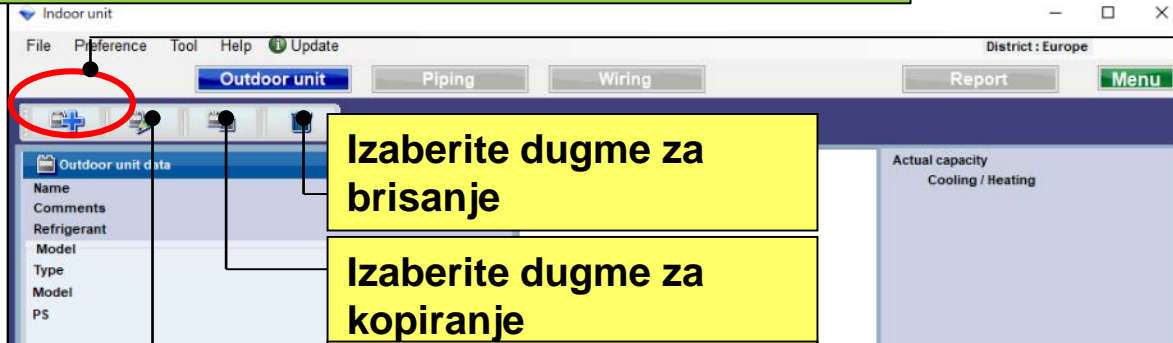 Indoor unit
File Preference Tool Help Update
District : Europe
Outdoor unit Piping Wiring Report Menu
Izaberite dugme za
brisanje
Outdoor unit data
Name
Comments
Refrigerant
Model
Type
Model
PS
Izaberite dugme za
kopiranje
Actual capacity
Cooling / Heating